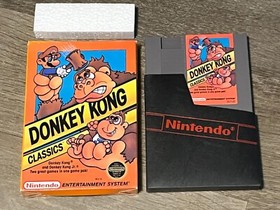 DONKEY KONG
CLASSICS
Donkey Kong
and Donkey Kong Jr.
Two great games in one game pak!
Nintendo
ENTERTAINMENT SYSTEM
DONKEY KONG
CLASSICS
Nintendo